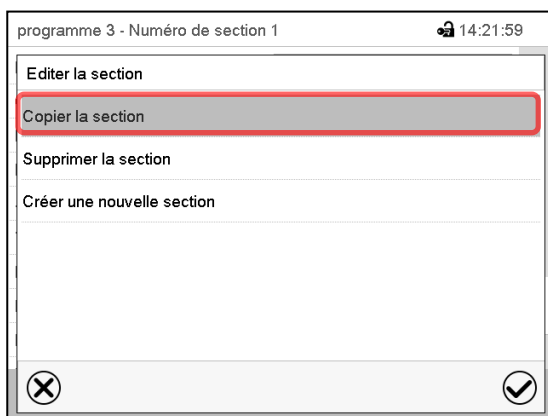 programme 3 - Numéro de section 1 14:21:59
Editer la section
Copier la section
Supprimer la section
Créer une nouvelle section